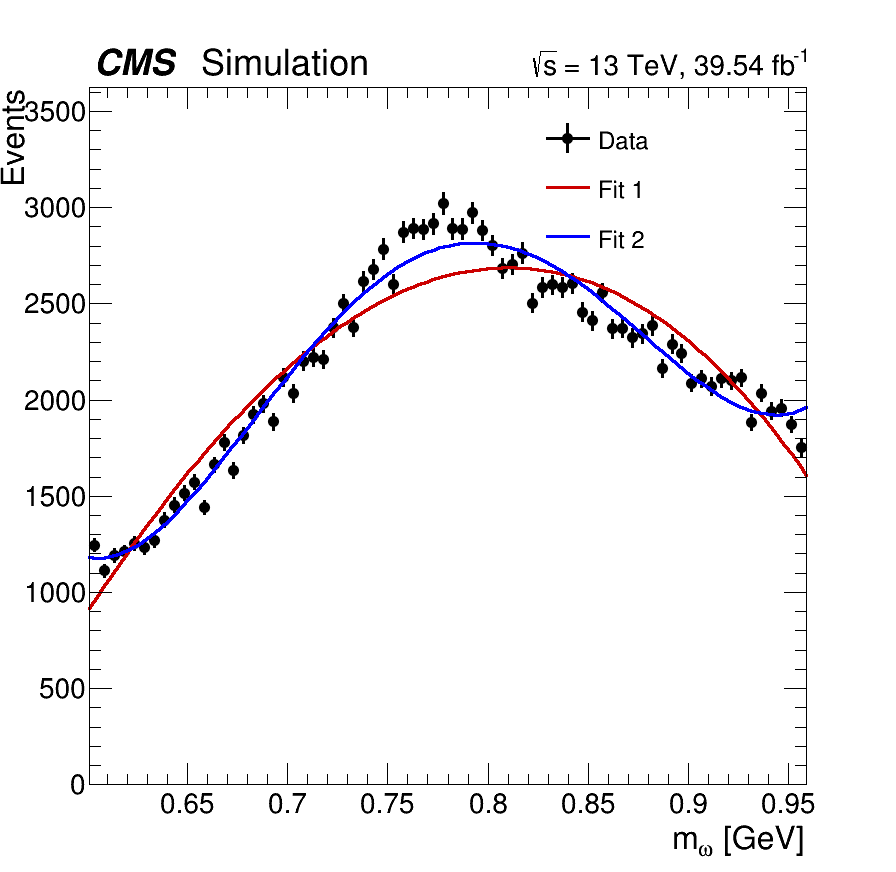 CMS Simulation
√s = 13 TeV, 39.54 fb⁻¹
Events
3500
3000
2500
2000
1500
1000
500
0
Data
Fit 1
Fit 2
0.65 0.7 0.75 0.8 0.85 0.9 0.95
m_ω [GeV]